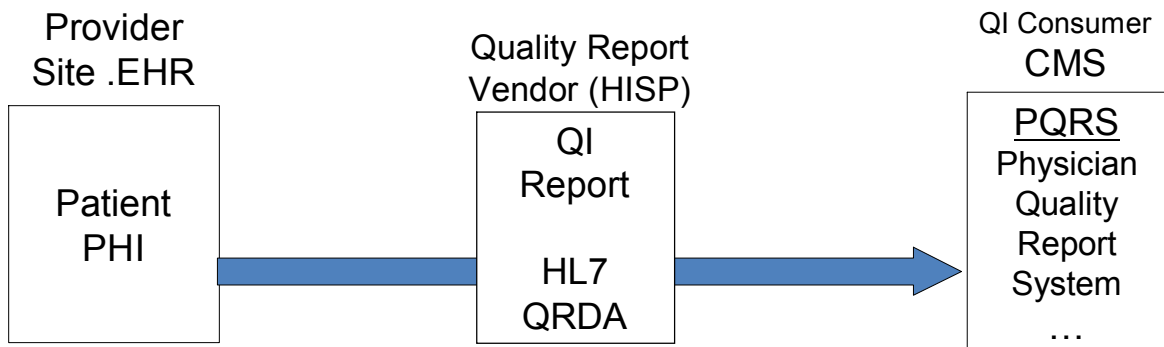 Provider
Site .EHR
Patient
PHI
Quality Report
Vendor (HISP)
QI
Report
HL7
QRDA
QI Consumer
CMS
PQRS
Physician
Quality
Report
System
…